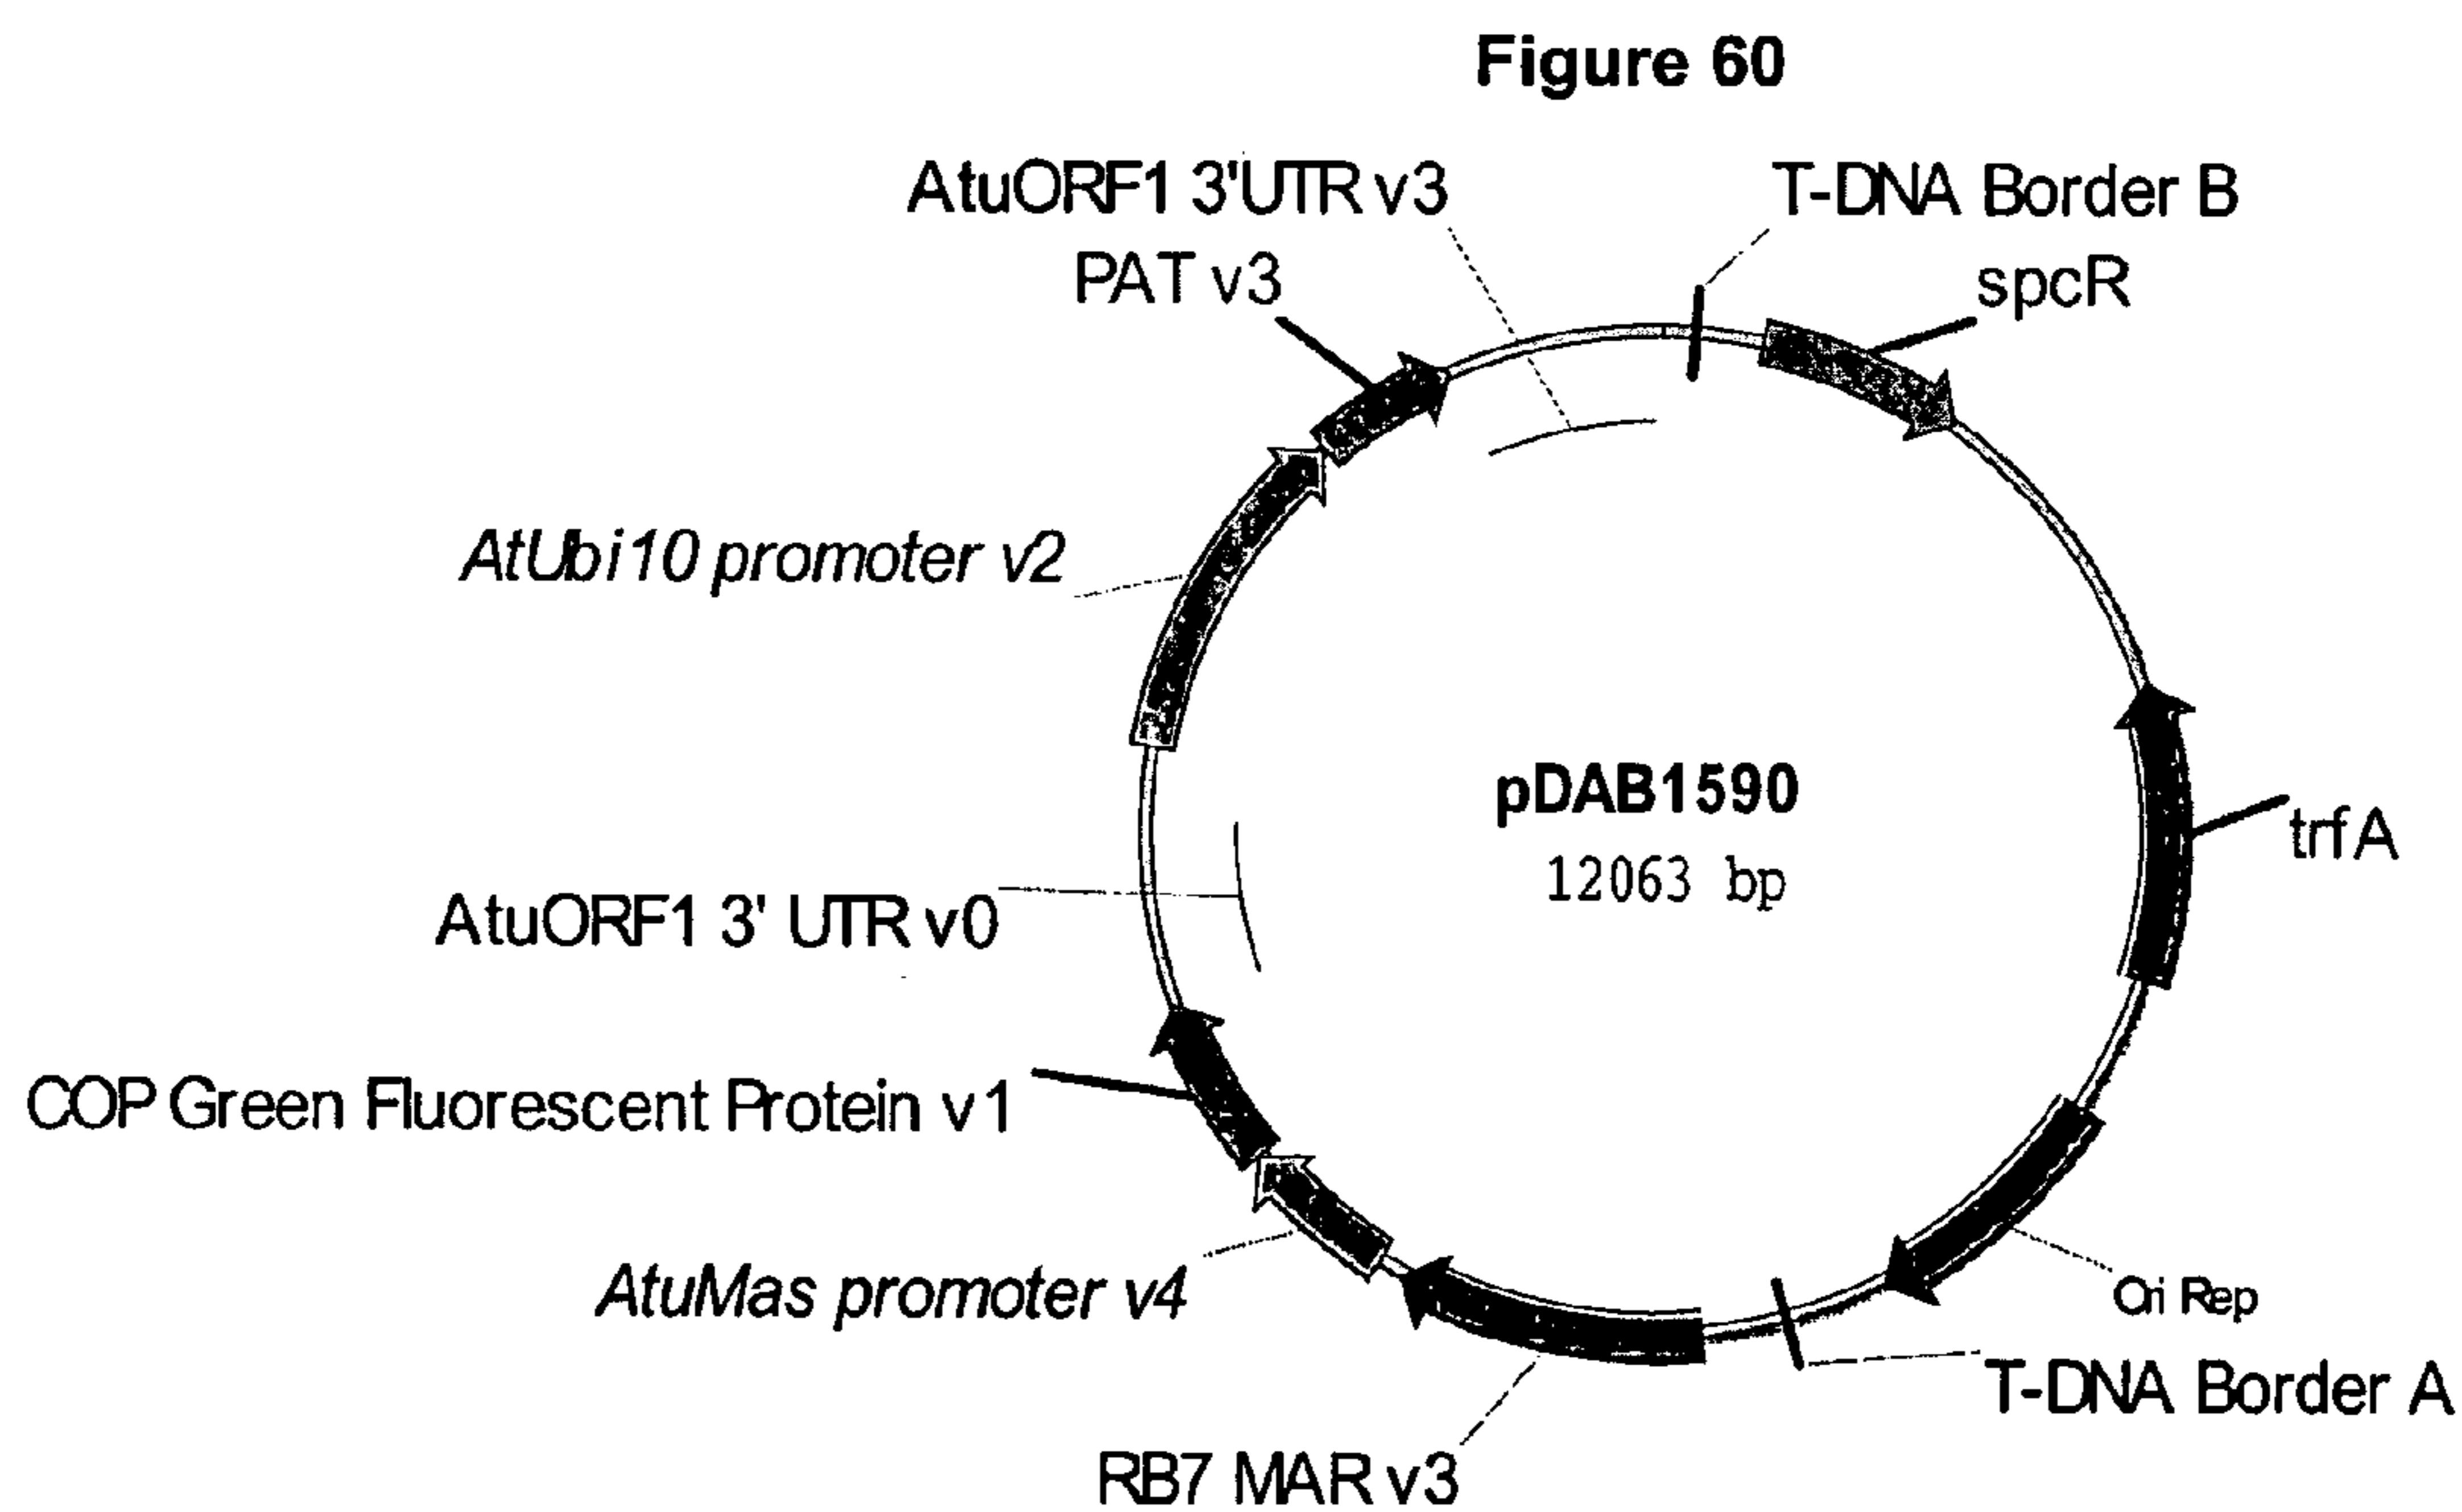 Figure 60
AtuORF1 3'UTR v3
T-DNA Border B
PAT v3
spcR
AtUbi10 promoter v2
pDAB1590
12063 bp
trfA
AtuORF1 3' UTR v0
COP Green Fluorescent Protein v1
AtuMas promoter v4
Ori Rep
T-DNA Border A
RB7 MAR v3